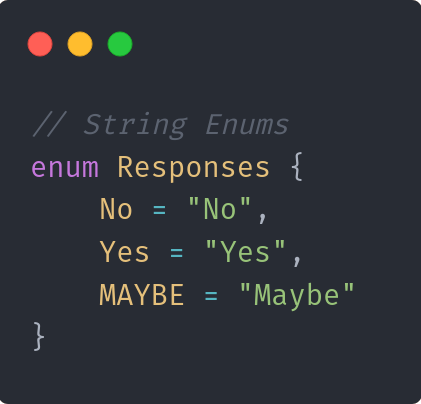 // String Enums
enum Responses {
    No = "No",
    Yes = "Yes",
    MAYBE = "Maybe"
}